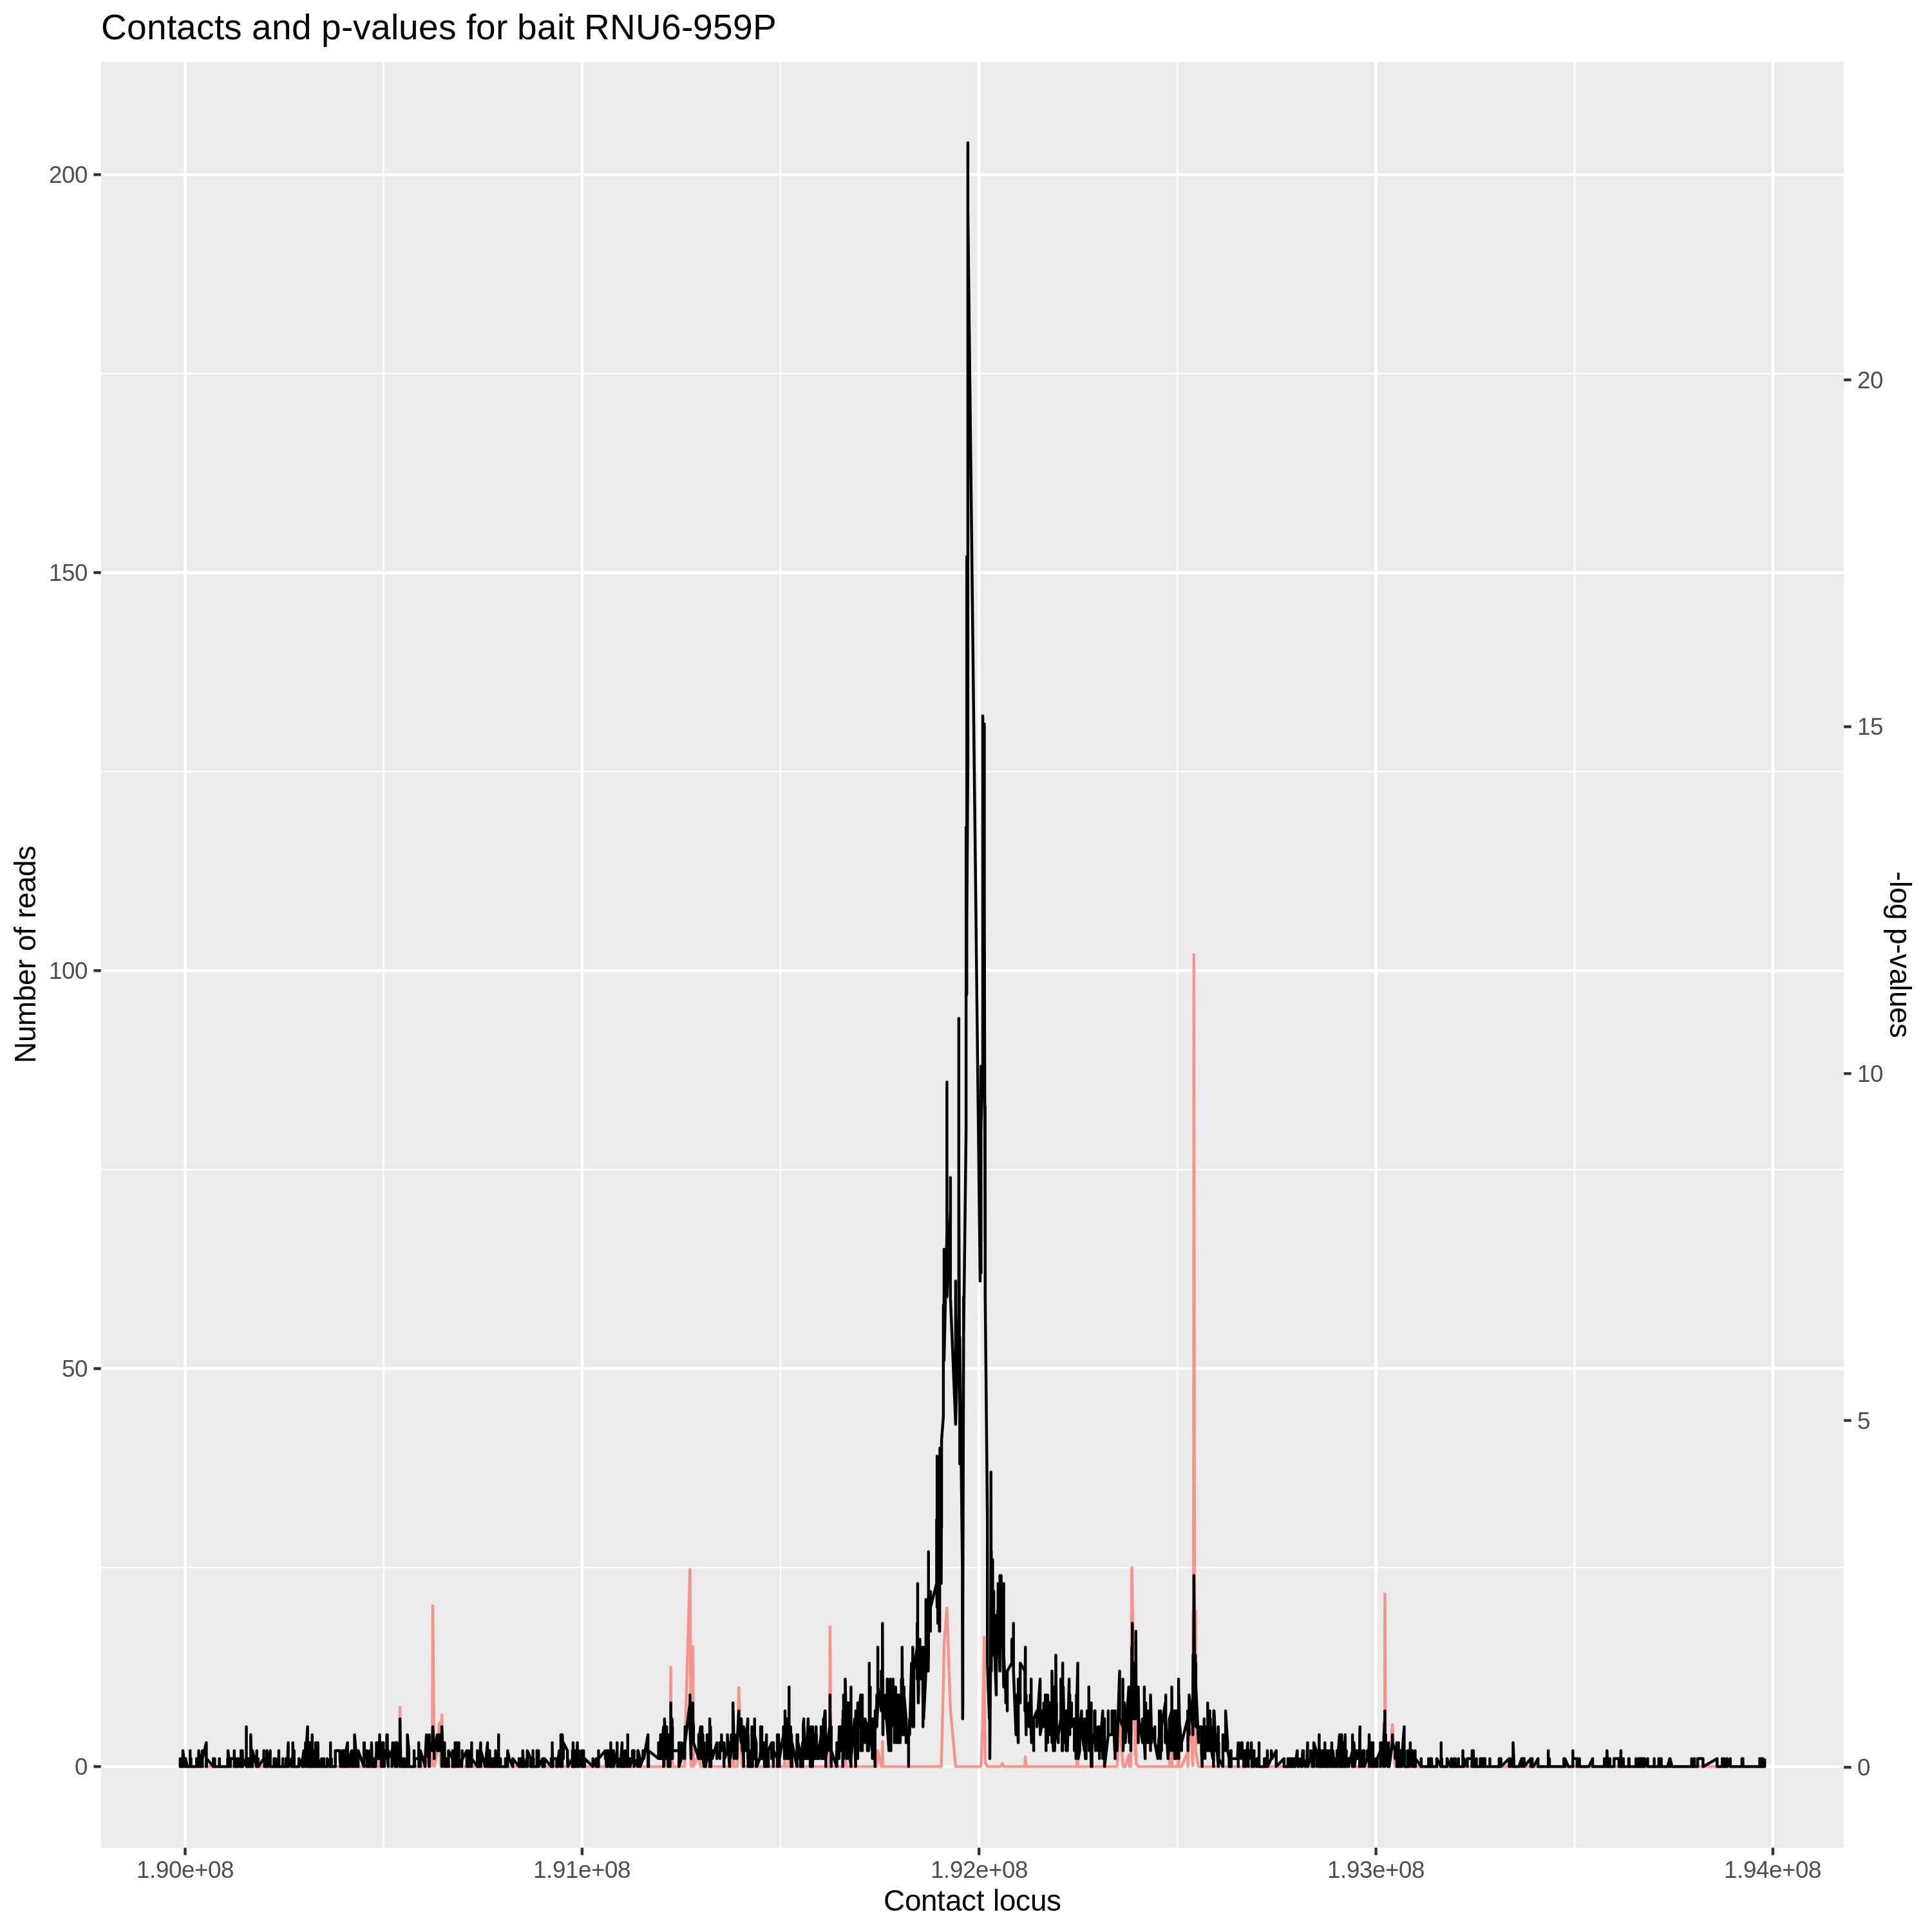 Contacts and p-values for bait RNU6-959P
200
150
100
50
0
Number of reads
20
15
10
5
0
-log p-values
1.90e+08
1.91e+08
1.92e+08
1.93e+08
1.94e+08
Contact locus